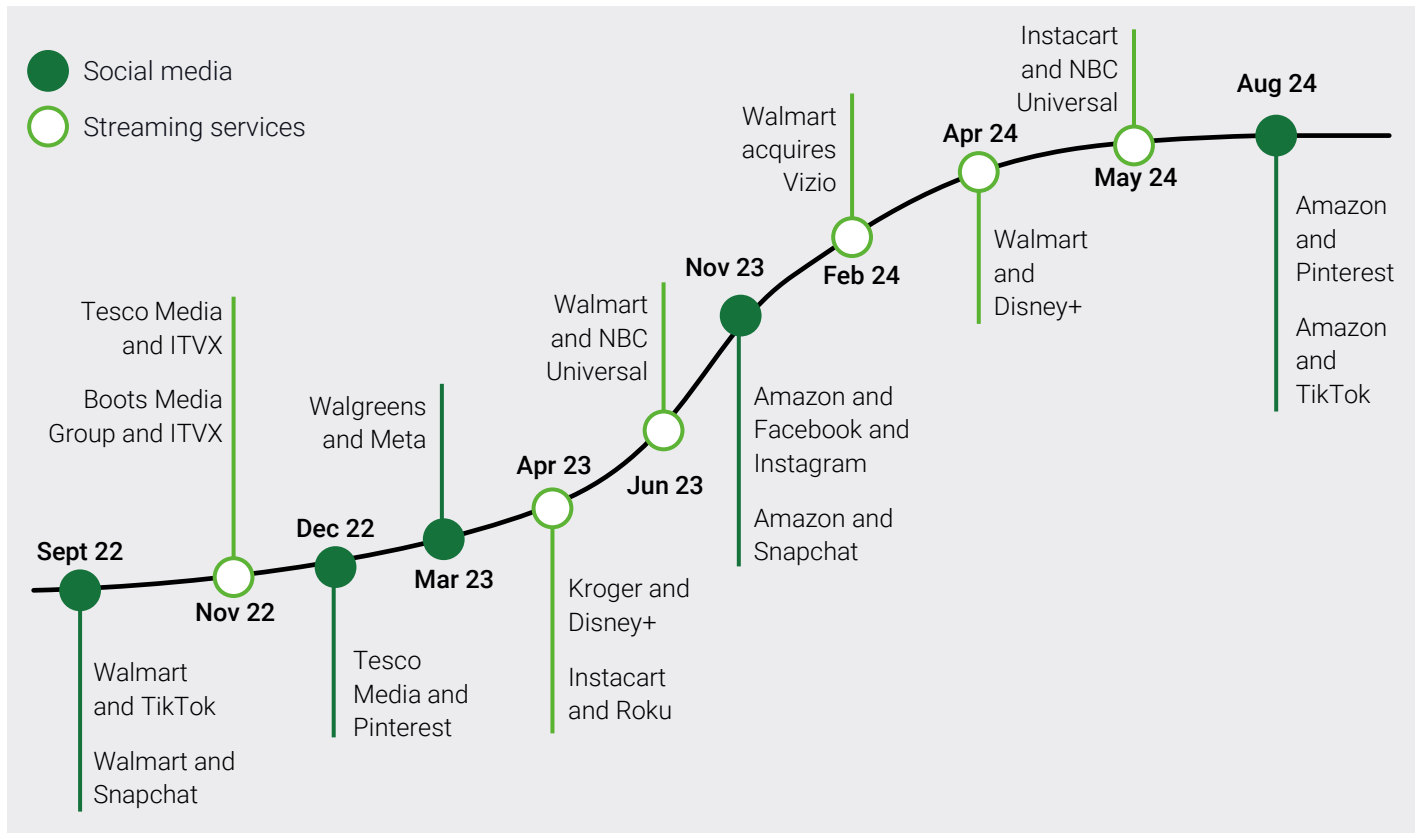 Social media
Streaming services
Sept 22
Walmart
and TikTok
Walmart and
Snapchat
Tesco Media
and ITVX
Boots Media
Group and ITVX
Nov 22
Dec 22
Tesco
Media and
Pinterest
Walgreens
and Meta
Mar 23
Apr 23
Kroger and
Disney+
Instacart
and Roku
Walmart
and NBC
Universal
Jun 23
Nov 23
Amazon and
Facebook and
Instagram
Amazon and
Snapchat
Walmart
acquires
Vizio
Feb 24
Apr 24
Walmart
and
Disney+
Instacart
and NBC
Universal
May 24
Aug 24
Amazon
and
Pinterest
Amazon
and
TikTok